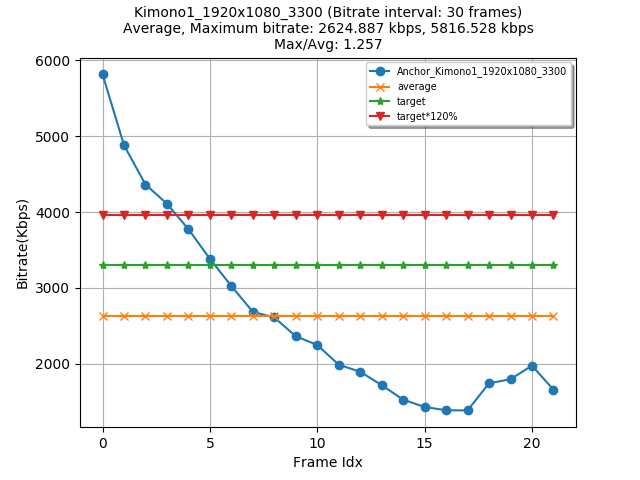 Kimono1_1920x1080_3300 (Bitrate interval: 30 frames)
Average, Maximum bitrate: 2624.887 kbps, 5816.528 kbps
Max/Avg: 1.257
Anchor_Kimono1_1920x1080_3300
average
target
target*120%
6000
5000
4000
3000
2000
Bitrate(Kbps)
0 5 10 15 20
Frame Idx